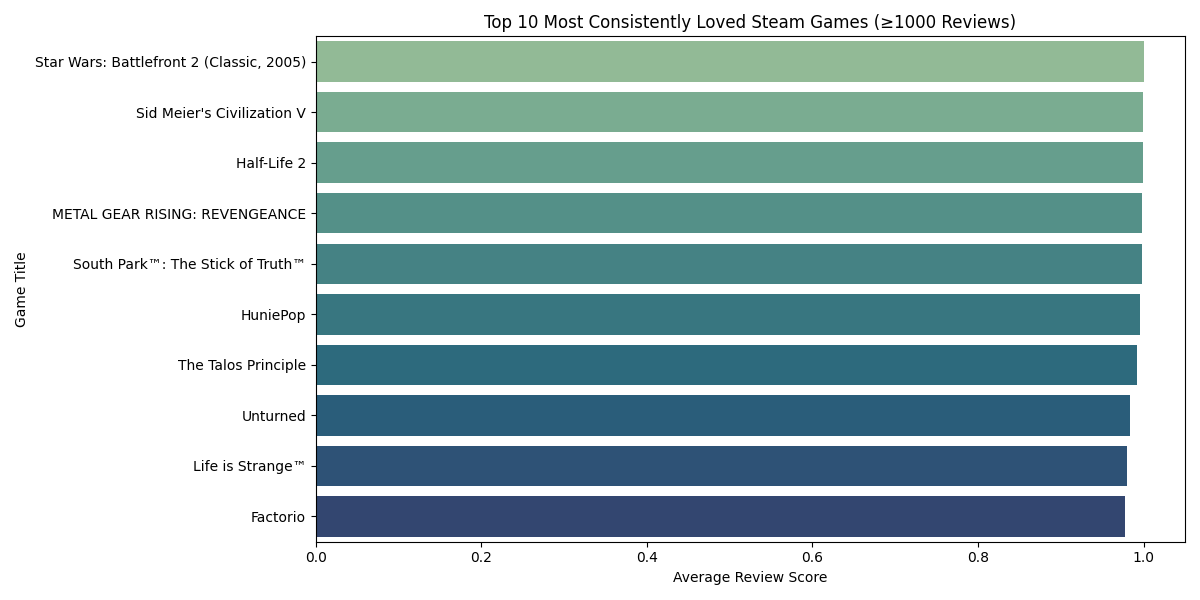 Top 10 Most Consistently Loved Steam Games (≥1000 Reviews)
Game Title
Star Wars: Battlefront 2 (Classic, 2005)
Sid Meier's Civilization V
Half-Life 2
METAL GEAR RISING: REVENGEANCE
South Park™: The Stick of Truth™
HuniePop
The Talos Principle
Unturned
Life is Strange™
Factorio
0.0 0.2 0.4 0.6 0.8 1.0
Average Review Score